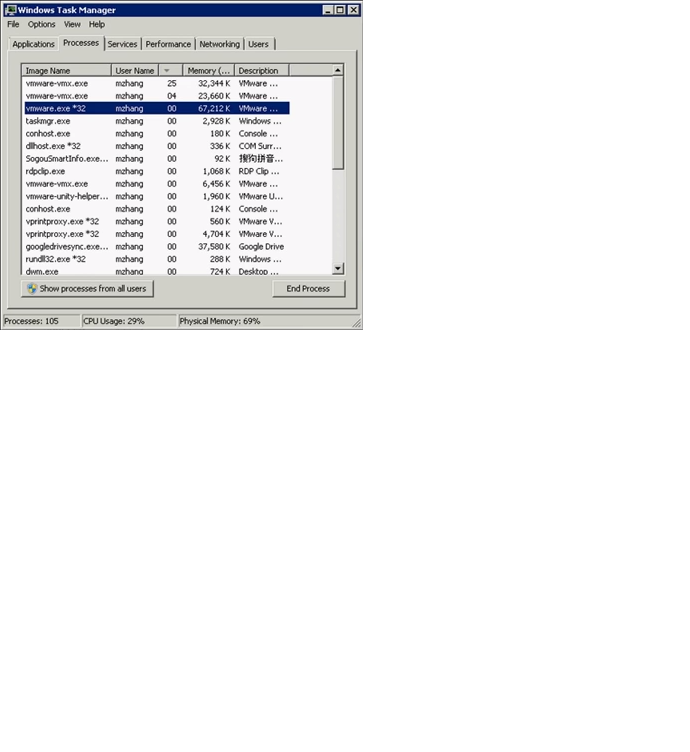 Windows Task Manager
File Options View Help
Applications Processes Services Performance Networking Users
Image Name User Name Memory (... Description
vmware-vmx.exe mzhang 25 32,344 K VMware ...
vmware-vmx.exe mzhang 04 23,660 K VMware ...
vmware.exe *32 mzhang 00 67,212 K VMware ...
taskmgr.exe mzhang 00 2,928 K Windows ...
conhost.exe mzhang 00 180 K Console ...
dllhost.exe *32 mzhang 00 336 K COM Surr...
SogouSmartInfo.exe... mzhang 00 92 K 搜狗拼音...
rdpclip.exe mzhang 00 1,068 K RDP Clip ...
vmware-vmx.exe mzhang 00 6,456 K VMware ...
vmware-unity-helper... mzhang 00 1,960 K VMware U...
conhost.exe mzhang 00 124 K Console ...
vprintproxy.exe *32 mzhang 00 560 K VMware V...
vprintproxy.exe *32 mzhang 00 4,704 K VMware V...
googledrivesync.exe... mzhang 00 37,580 K Google Drive
rundll32.exe *32 mzhang 00 288 K Windows ...
dwm.exe mzhang 00 724 K Desktop ...
Show processes from all users End Process
Processes: 105 CPU Usage: 29% Physical Memory: 69%